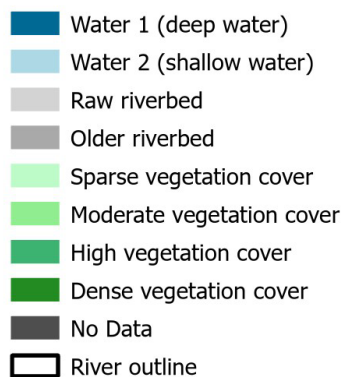 Water 1 (deep water)
Water 2 (shallow water)
Raw riverbed
Older riverbed
Sparse vegetation cover
Moderate vegetation cover
High vegetation cover
Dense vegetation cover
No Data
River outline